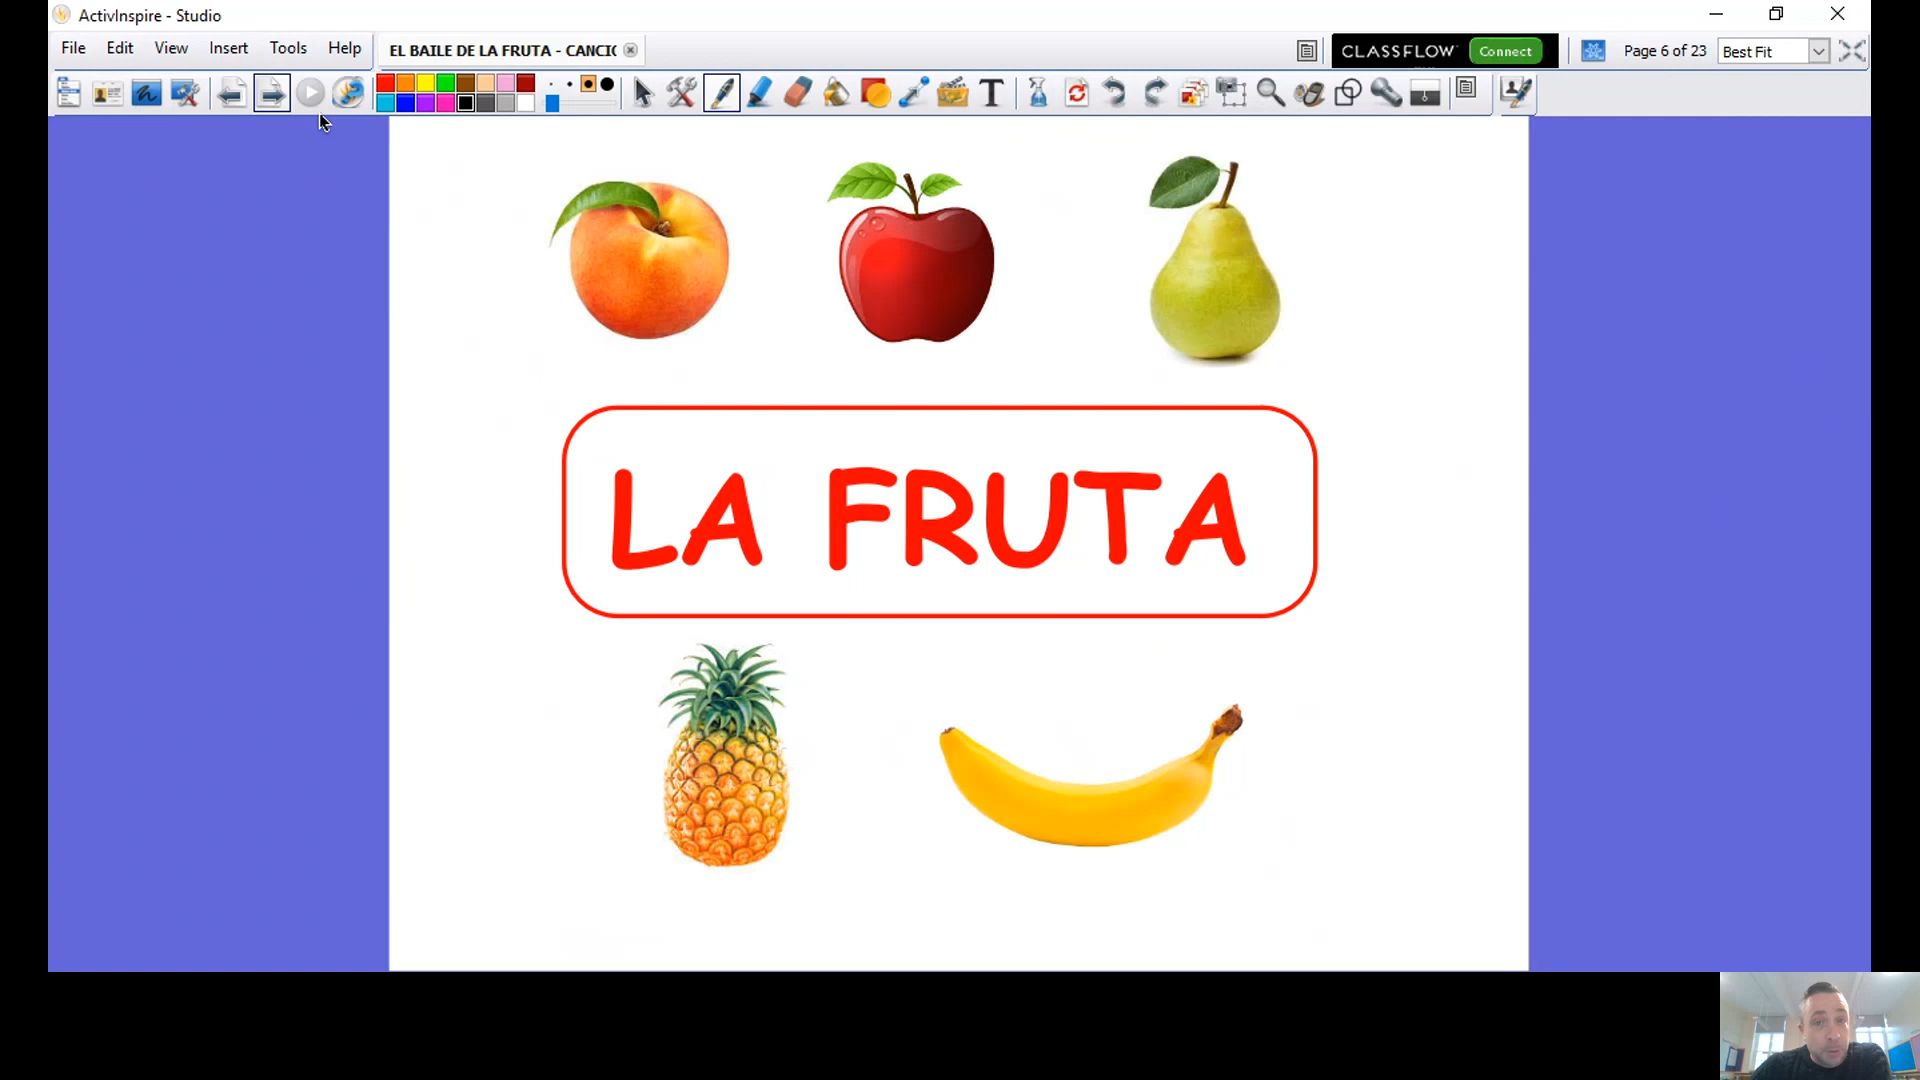 ActivInspire - Studio
File Edit View Insert Tools Help
EL BAILE DE LA FRUTA - CANCIC
CLASSFLOW Connect
Page 6 of 23
Best Fit
LA FRUTA